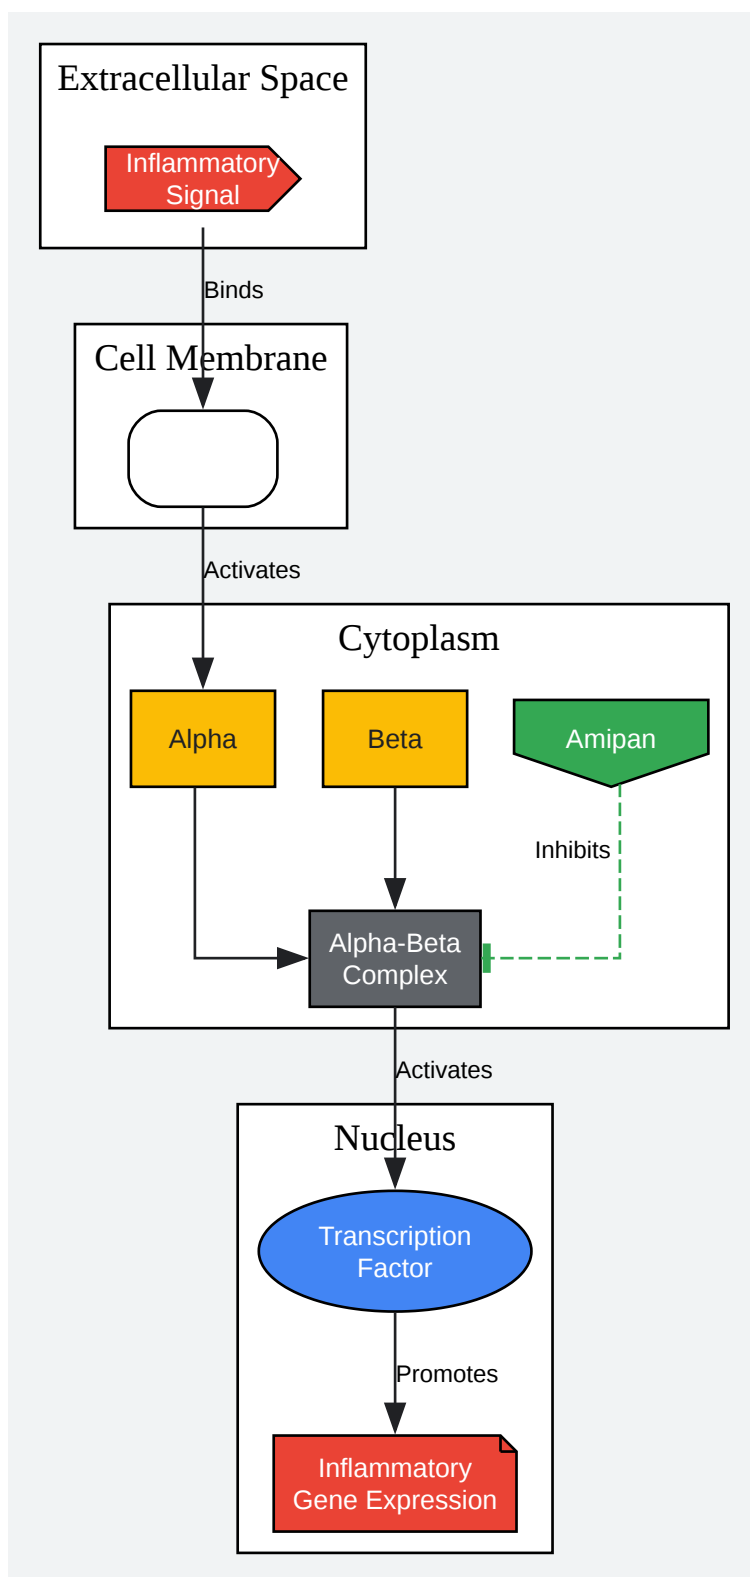 Extracellular Space
Inflammatory
Signal
Binds
Cell Membrane
Activates
Cytoplasm
Alpha
Beta
Amipan
Inhibits
Alpha-Beta
Complex
Activates
Nucleus
Transcription
Factor
Promotes
Inflammatory
Gene Expression